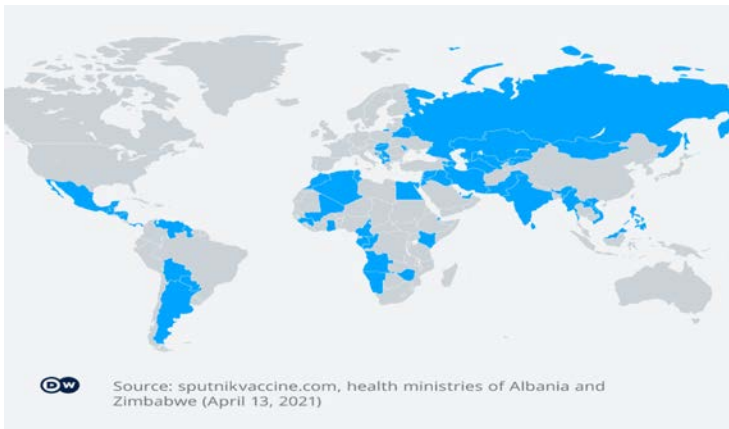 DW
Source: sputnikvaccine.com, health ministries of Albania and
Zimbabwe (April 13, 2021)